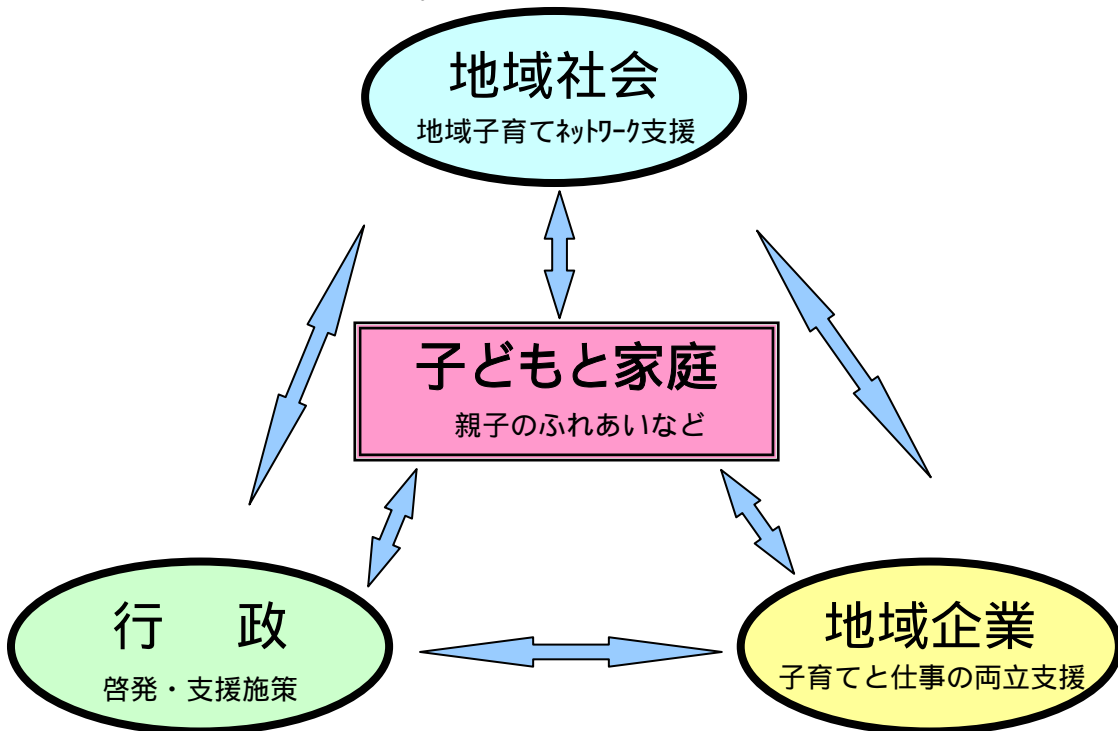 地域社会
地域子育てﾈｯﾄﾜｰｸ支援
子どもと家庭
親子のふれあいなど
行　政
啓発・支援施策
地域企業
子育てと仕事の両立支援